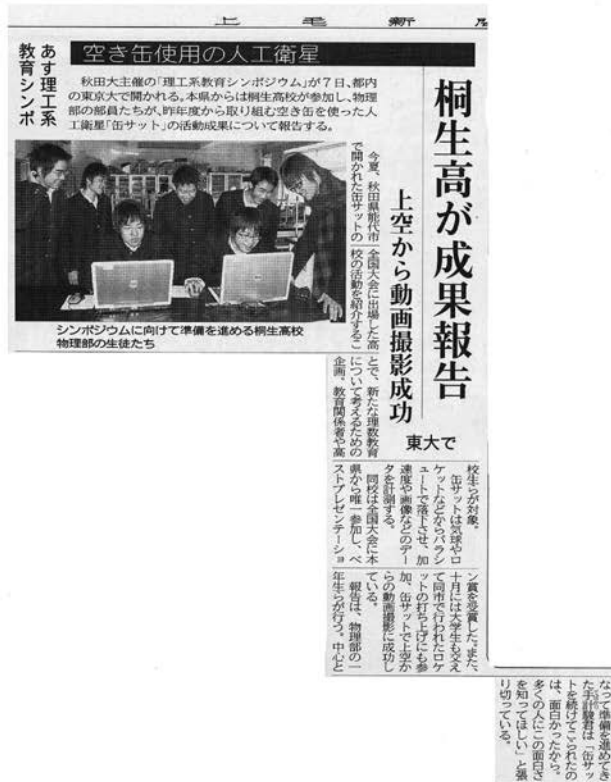 上 毛 新
空き缶使用の人工衛星
あす理工系
教育シンポ
秋田大主催の「理工系教育シンポジウム」が7日、都内
の東京大で開かれる。本県からは桐生高校が参加し、物理
部の部員たちが、昨年度から取り組む空き缶を使った人
工衛星「缶サット」の活動成果について報告する。
桐生高が成果報告
上空から動画撮影成功
東大で
シンポジウムに向けて準備を進める桐生高校
物理部の生徒たち
今夏、秋田県能代市
で開かれた缶サットの
全国大会に出場した高
校の活動を紹介するこ
とで、新たな理数教育
について考えるための
企画。教育関係者や高
校生らが対象。
缶サットは気球やロ
ケットなどからパラシ
ュートで落下させ、加
速度や画像などのデー
タを計測する。
同校は全国大会に本
県から唯一参加し、ベ
ストプレゼンテーショ
ン賞を受賞した。また、
十月には大学生も交え
て同市で行われたロケ
ットの打ち上げにも参
加、缶サットで上空か
らの動画撮影に成功し
ている。
報告は、物理部の一
年生らが行う。中心と
なって準備を進めてき
た手計駿君は「缶サッ
トを続けてこられたの
は、面白かったから。
多くの人にこの面白さ
を知ってほしい」と張
り切っている。